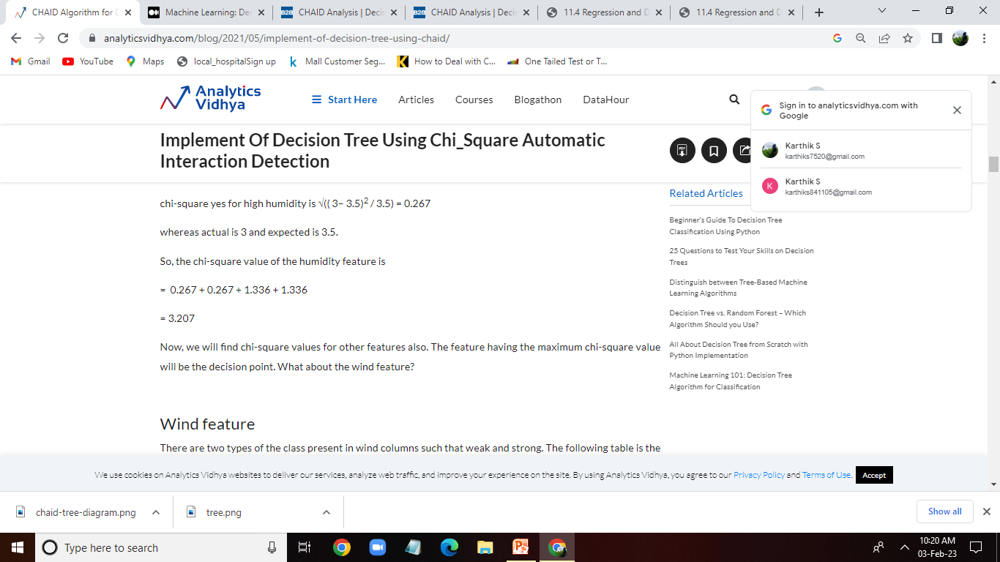 CHAID Algorithm for D
Machine Learning: Dec
CHAID Analysis | Decis
CHAID Analysis | Decis
11.4 Regression and D
11.4 Regression and D
analyticsvidhya.com/blog/2021/05/implement-of-decision-tree-using-chaid/
Gmail
YouTube
Maps
local_hospitalSign up
Mall Customer Seg...
How to Deal with C...
One Tailed Test or T...
Analytics
Vidhya
Start Here
Articles
Courses
Blogathon
DataHour
Sign in to analyticsvidhya.com with
Google
Karthik S
karthiks7520@gmail.com
K
Karthik S
karthiks841105@gmail.com
Implement Of Decision Tree Using Chi_Square Automatic
Interaction Detection
PDF
chi-square yes for high humidity is √(( 3– 3.5)² / 3.5) = 0.267
whereas actual is 3 and expected is 3.5.
So, the chi-square value of the humidity feature is
= 0.267 + 0.267 + 1.336 + 1.336
= 3.207
Now, we will find chi-square values for other features also. The feature having the maximum chi-square value
will be the decision point. What about the wind feature?
Wind feature
There are two types of the class present in wind columns such that weak and strong. The following table is the
Related Articles
Beginner's Guide To Decision Tree
Classification Using Python
25 Questions to Test Your Skills on Decision
Trees
Distinguish between Tree-Based Machine
Learning Algorithms
Decision Tree vs. Random Forest – Which
Algorithm Should you Use?
All About Decision Tree from Scratch with
Python Implementation
Machine Learning 101: Decision Tree
Algorithm for Classification
We use cookies on Analytics Vidhya websites to deliver our services, analyze web traffic, and improve your experience on the site. By using Analytics Vidhya, you agree to our Privacy Policy and Terms of Use.
Accept
chaid-tree-diagram.png
tree.png
Show all
Type here to search
10:20 AM
03-Feb-23